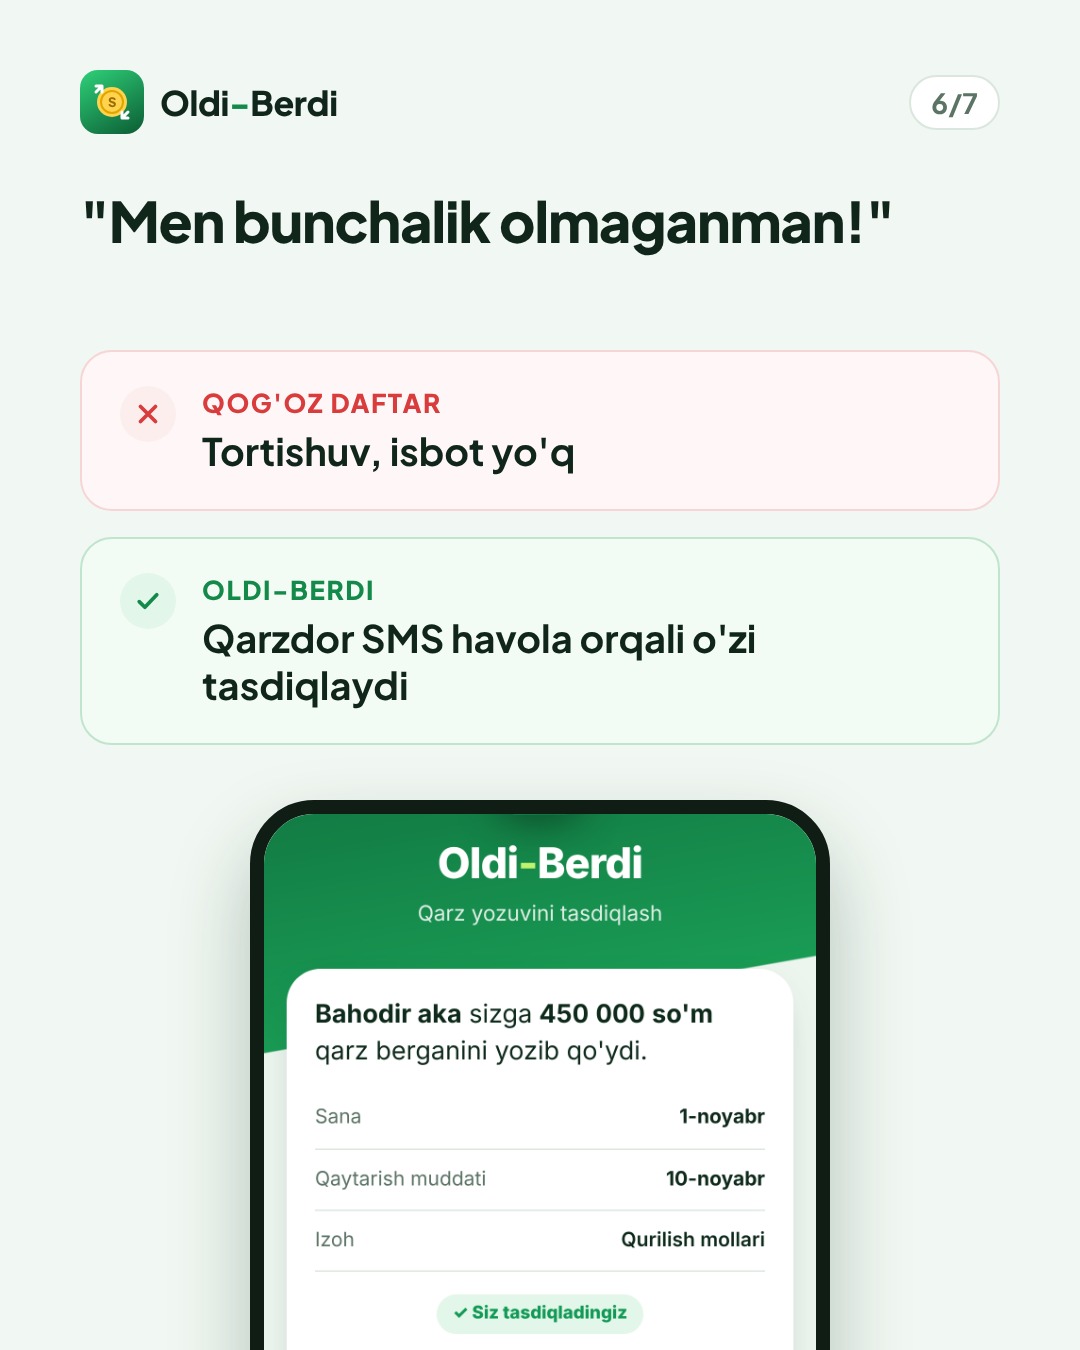 Oldi-Berdi
6/7
"Men bunchalik olmaganman!"
QOG'OZ DAFTAR
Tortishuv, isbot yo'q
OLDI-BERDI
Qarzdor SMS havola orqali o'zi
tasdiqlaydi
Oldi-Berdi
Qarz yozuvini tasdiqlash
Bahodir aka sizga 450 000 so'm
qarz berganini yozib qo'ydi.
Sana 1-noyabr
Qaytarish muddati 10-noyabr
Izoh Qurilish mollari
✓ Siz tasdiqladingiz